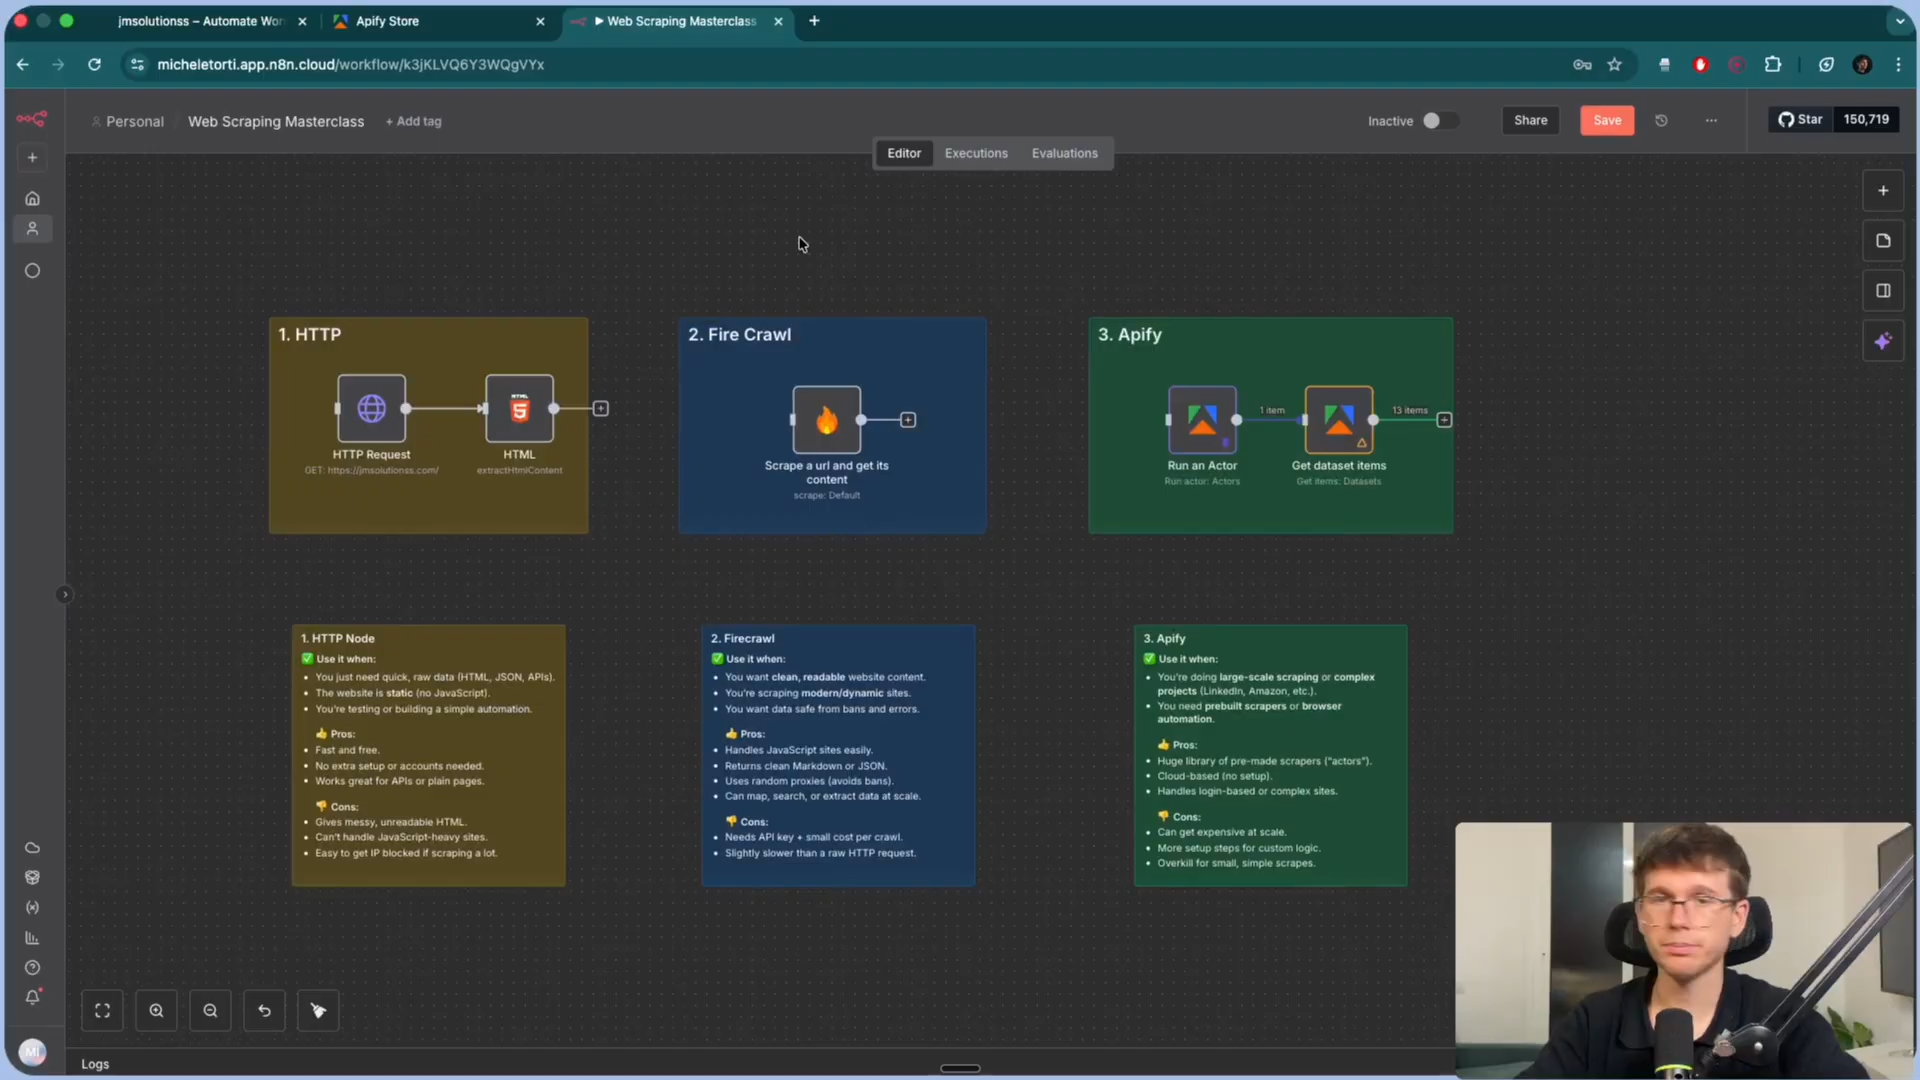 jmsolutionss – Automate Wor
Apify Store
Web Scraping Masterclass
micheletorti.app.n8n.cloud/workflow/k3jKLVQ6Y3WQgVYx
Personal / Web Scraping Masterclass + Add tag
Inactive
Share
Save
Star 150,719
Editor Executions Evaluations
1. HTTP
HTTP Request
GET: https://jmsolutionss.com/
HTML
extractHtmlContent
2. Fire Crawl
Scrape a url and get its
content
scrape: Default
3. Apify
1 item
13 items
Run an Actor
Run actor: Actors
Get dataset items
Get items: Datasets
1. HTTP Node
✅ Use it when:
• You just need quick, raw data (HTML, JSON, APIs).
• The website is static (no JavaScript).
• You're testing or building a simple automation.
👍 Pros:
• Fast and free.
• No extra setup or accounts needed.
• Works great for APIs or plain pages.
👎 Cons:
• Gives messy, unreadable HTML.
• Can't handle JavaScript-heavy sites.
• Easy to get IP blocked if scraping a lot.
2. Firecrawl
✅ Use it when:
• You want clean, readable website content.
• You're scraping modern/dynamic sites.
• You want data safe from bans and errors.
👍 Pros:
• Handles JavaScript sites easily.
• Returns clean Markdown or JSON.
• Uses random proxies (avoids bans).
• Can map, search, or extract data at scale.
👎 Cons:
• Needs API key + small cost per crawl.
• Slightly slower than a raw HTTP request.
3. Apify
✅ Use it when:
• You're doing large-scale scraping or complex
projects (LinkedIn, Amazon, etc.).
• You need prebuilt scrapers or browser
automation.
👍 Pros:
• Huge library of pre-made scrapers ("actors").
• Cloud-based (no setup).
• Handles login-based or complex sites.
👎 Cons:
• Can get expensive at scale.
• More setup steps for custom logic.
• Overkill for small, simple scrapes.
MI
Logs